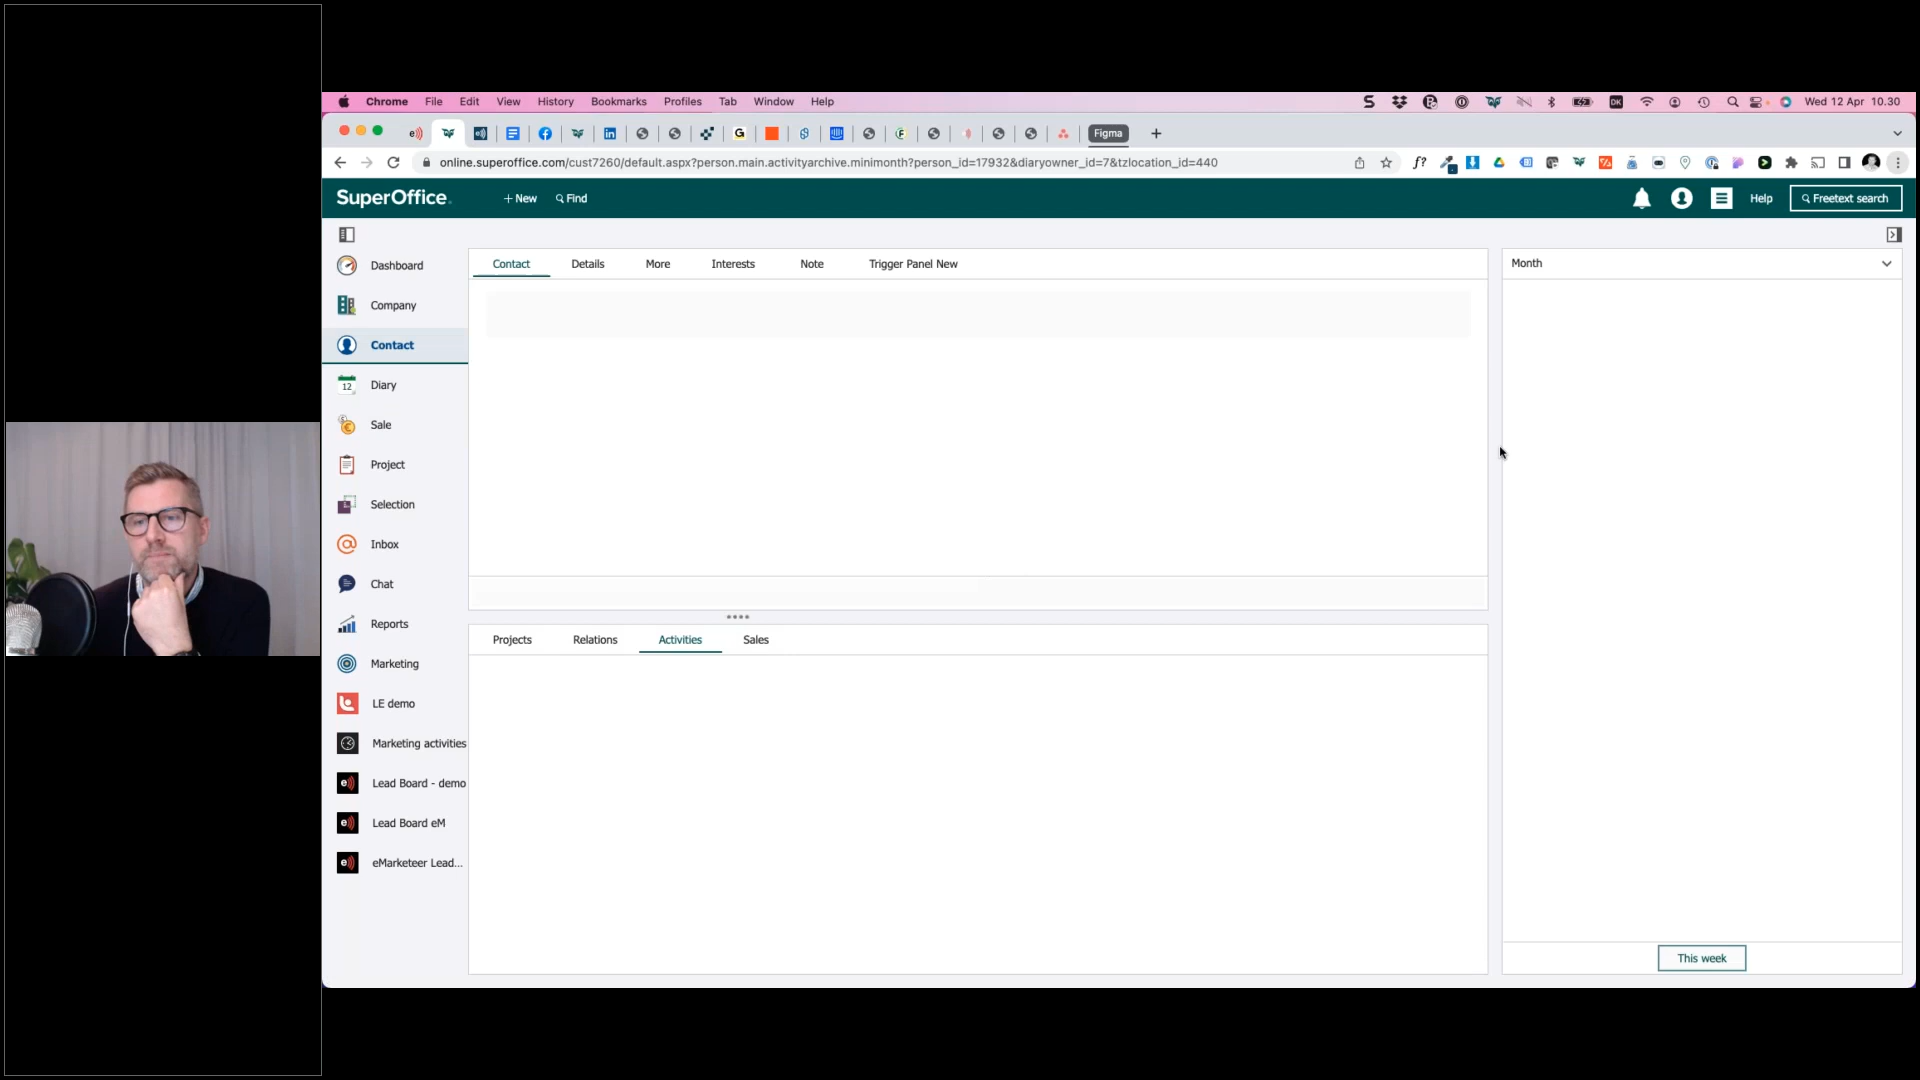 Chrome File Edit View History Bookmarks Profiles Tab Window Help
DK
Wed 12 Apr 10.30
e
G
F
Figma
online.superoffice.com/cust7260/default.aspx?person.main.activityarchive.minimonth?person_id=17932&diaryowner_id=7&tzlocation_id=440
f?
SuperOffice.
+ New
Find
Help
Freetext search
Dashboard
Company
Contact
12
Diary
Sale
Project
Selection
Inbox
Chat
Reports
Marketing
LE demo
Marketing activities
e Lead Board - demo
e Lead Board eM
e eMarketeer Lead...
Contact Details More Interests Note Trigger Panel New
Projects Relations Activities Sales
Month
This week